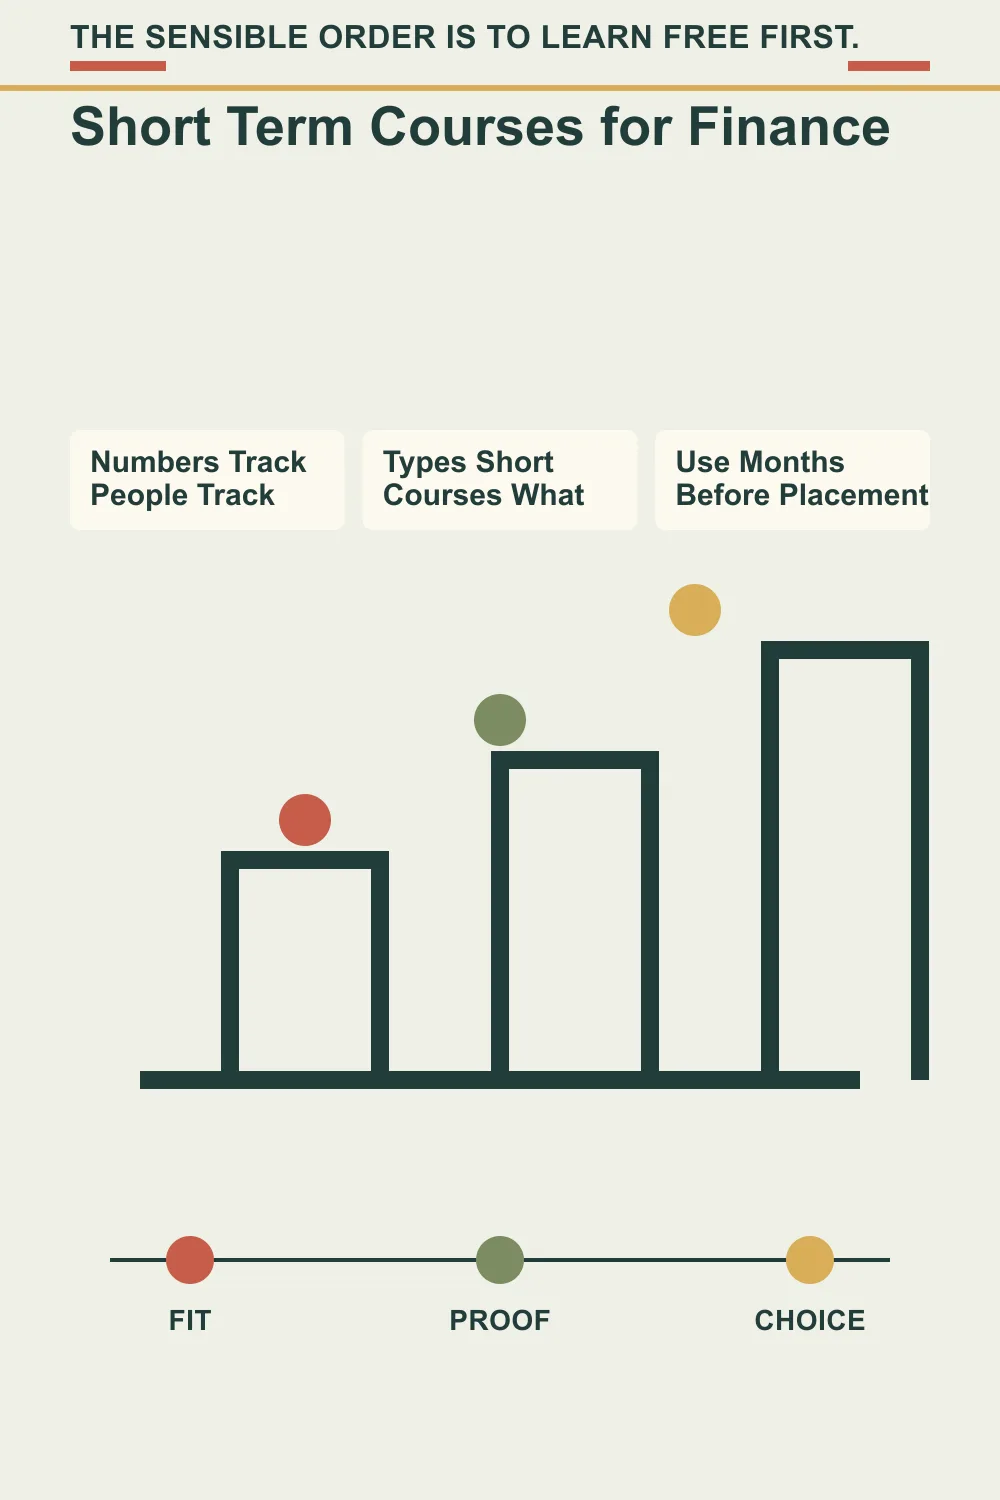 THE SENSIBLE ORDER IS TO LEARN FREE FIRST.
Short Term Courses for Finance
Numbers Track
People Track
Types Short
Courses What
Use Months
Before Placement
FIT
PROOF
CHOICE